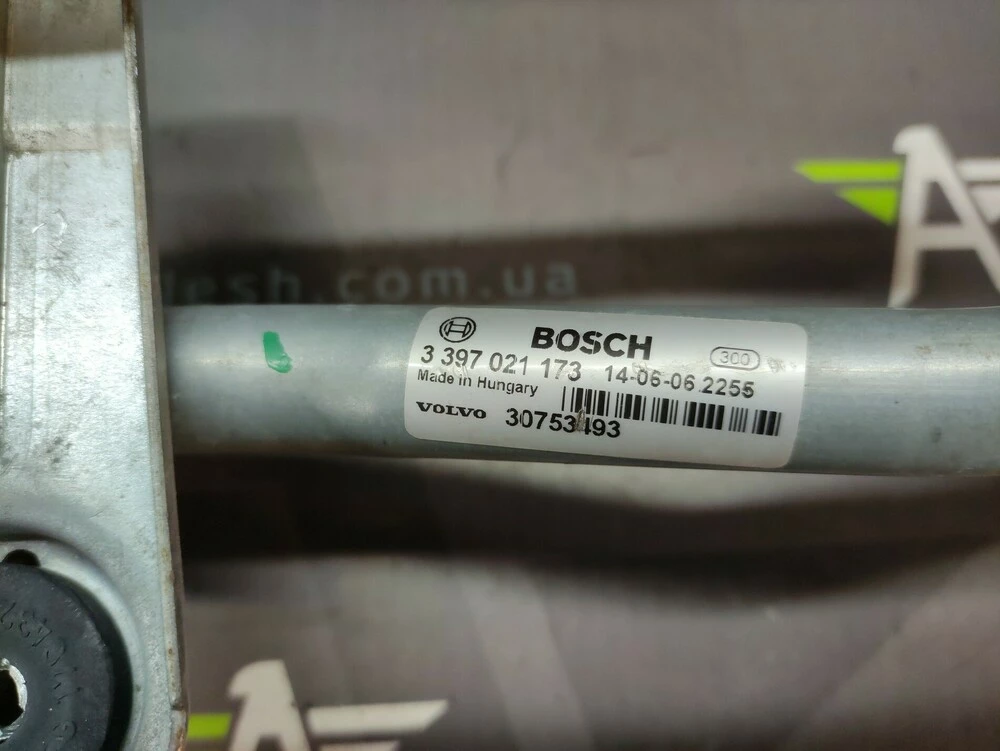 esh.com.ua
BOSCH
300
3 397 021 173 14-06-06 2255
Made in Hungary
VOLVO 30753493